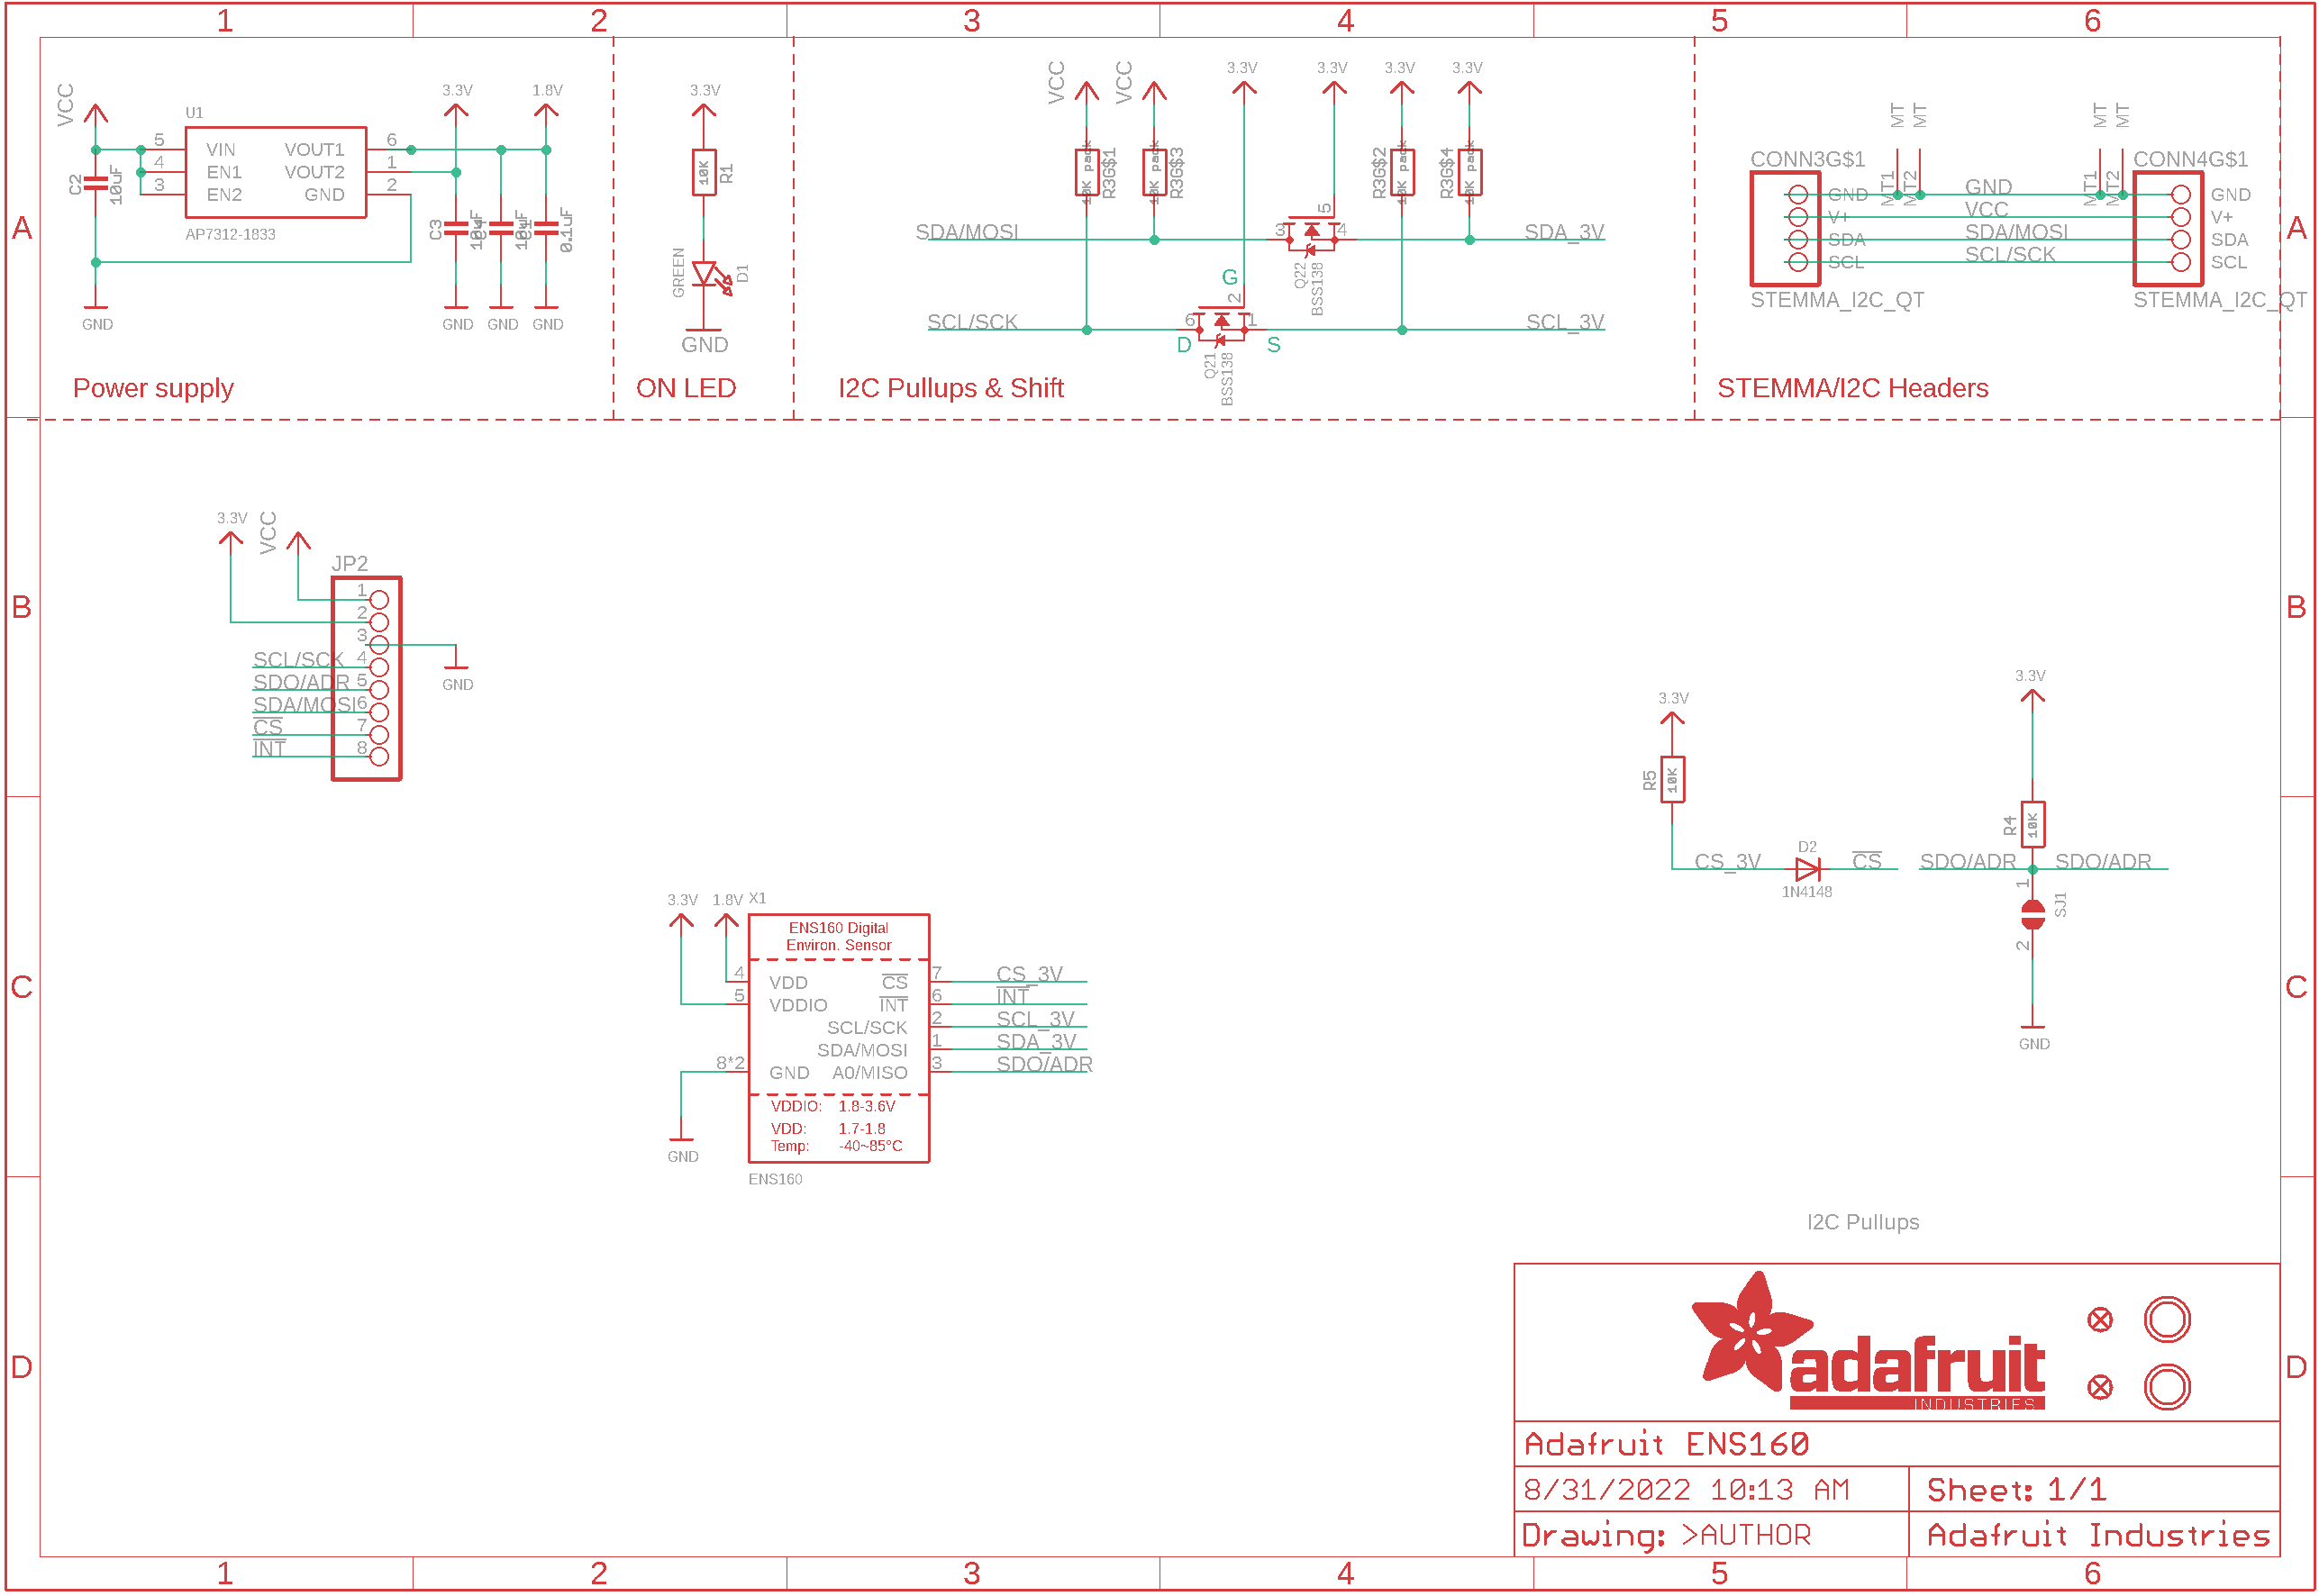 1 2 3 4 5 6
A
VCC
C2
10uF
GND
U1
5 VIN VOUT1 6
4 EN1 VOUT2 1
3 EN2 GND 2
AP7312-1833
3.3V
1.8V
C3
10uF
10uF
0.1uF
GND GND GND
Power supply
3.3V
10K
R1
GREEN
D1
GND
ON LED
VCC
VCC
3.3V
3.3V
3.3V
3.3V
10K pack
R3G$1
10K pack
R3G$3
10K pack
R3G$2
10K pack
R3G$4
SDA/MOSI
3
5
4
SDA_3V
Q22
BSS138
G
2
SCL/SCK
6
1
SCL_3V
D
S
Q21
BSS138
I2C Pullups & Shift
MT
MT
MT
MT
CONN3G$1
CONN4G$1
MT1
MT2
MT1
MT2
GND GND GND
V+ VCC V+
SDA SDA/MOSI SDA
SCL SCL/SCK SCL
STEMMA_I2C_QT
STEMMA_I2C_QT
STEMMA/I2C Headers
A
B
3.3V
VCC
JP2
1
2
3
SCL/SCK 4
SDO/ADR 5
SDA/MOSI 6
CS 7
INT 8
GND
B
3.3V
R5
10K
CS_3V
D2
1N4148
CS
3.3V
R4
10K
SDO/ADR
SDO/ADR
1
SJ1
2
GND
C
3.3V
1.8V
X1
ENS160 Digital
Environ. Sensor
4 VDD CS 7 CS_3V
5 VDDIO INT 6 INT
SCL/SCK 2 SCL_3V
SDA/MOSI 1 SDA_3V
8*2 GND A0/MISO 3 SDO/ADR
VDDIO: 1.8-3.6V
VDD: 1.7-1.8
Temp: -40~85°C
GND
ENS160
C
I2C Pullups
D
adafruit
INDUSTRIES
D
Adafruit ENS160
8/31/2022 10:13 AM
Sheet: 1/1
Drawing: >AUTHOR
Adafruit Industries
1 2 3 4 5 6